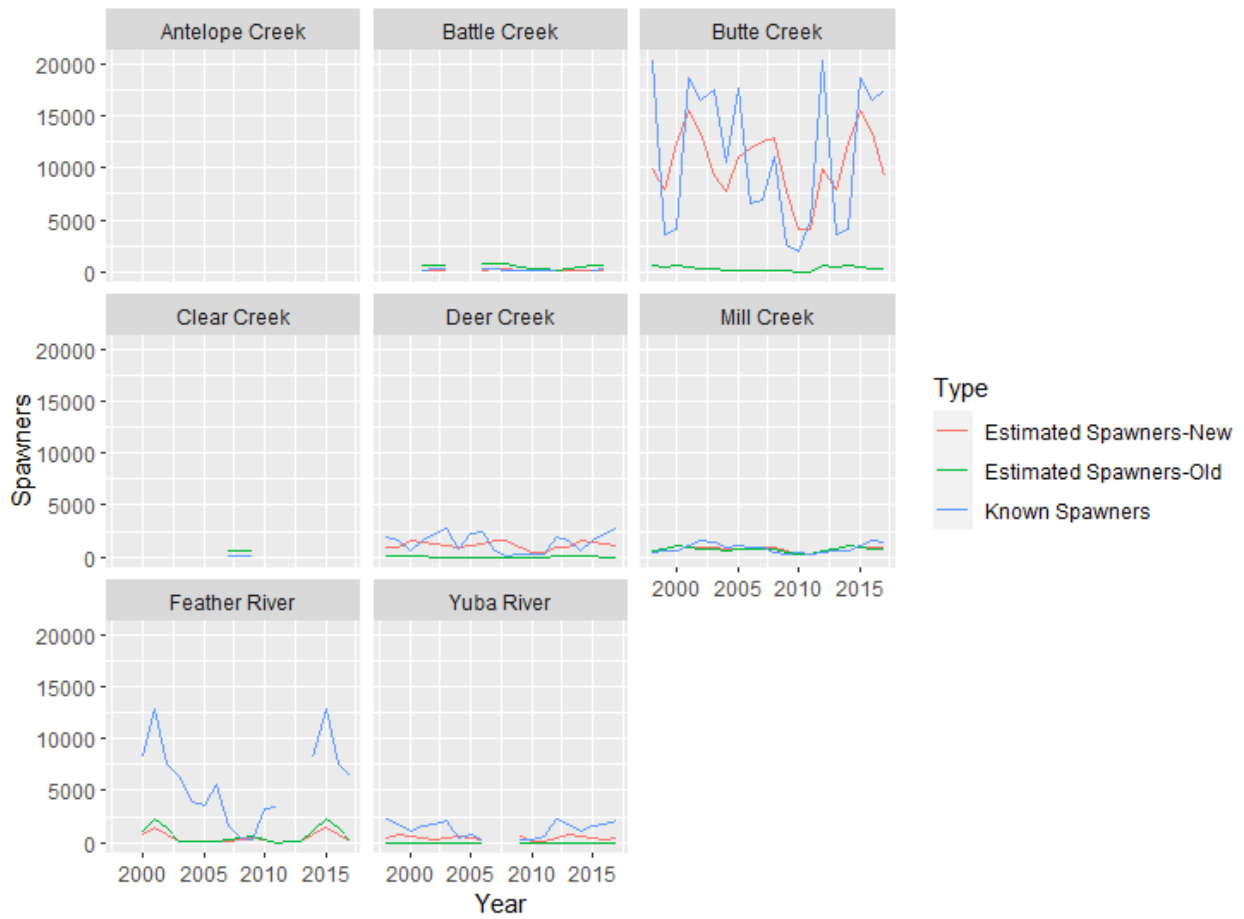 Antelope Creek
Battle Creek
Butte Creek
20000
15000
10000
5000
0
Clear Creek
Deer Creek
Mill Creek
20000
15000
10000
5000
0
2000 2005 2010 2015
Feather River
Yuba River
20000
15000
10000
5000
0
2000 2005 2010 2015
2000 2005 2010 2015
Spawners
Year
Type
Estimated Spawners-New
Estimated Spawners-Old
Known Spawners